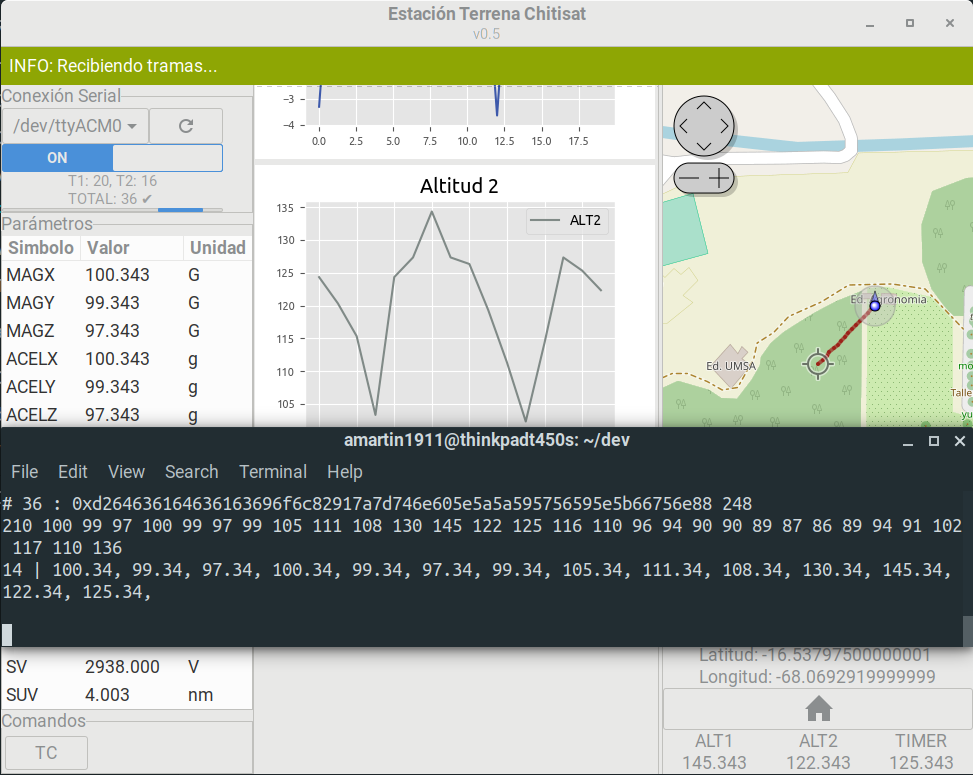 Estación Terrena Chitisat
v0.5
INFO: Recibiendo tramas...
Conexión Serial
/dev/ttyACM0
ON
T1: 20, T2: 16
TOTAL: 36 ✔
Parámetros
Simbolo Valor Unidad
MAGX 100.343 G
MAGY 99.343 G
MAGZ 97.343 G
ACELX 100.343 g
ACELY 99.343 g
ACELZ 97.343 g
−3
−4
0.0 2.5 5.0 7.5 10.0 12.5 15.0 17.5
Altitud 2
ALT2
135
130
125
120
115
110
105
Ed. Agronomia
Ed. UMSA
mo
Talle
yu
amartin1911@thinkpadt450s: ~/dev
File Edit View Search Terminal Help
# 36 : 0xd264636164636163696f6c82917a7d746e605e5a5a595756595e5b66756e88 248
210 100 99 97 100 99 97 99 105 111 108 130 145 122 125 116 110 96 94 90 90 89 87 86 89 94 91 102
117 110 136
14 | 100.34, 99.34, 97.34, 100.34, 99.34, 97.34, 99.34, 105.34, 111.34, 108.34, 130.34, 145.34,
122.34, 125.34,
SV 2938.000 V
SUV 4.003 nm
Comandos
TC
Latitud: -16.53797500000001
Longitud: -68.0692919999999
ALT1 ALT2 TIMER
145.343 122.343 125.343